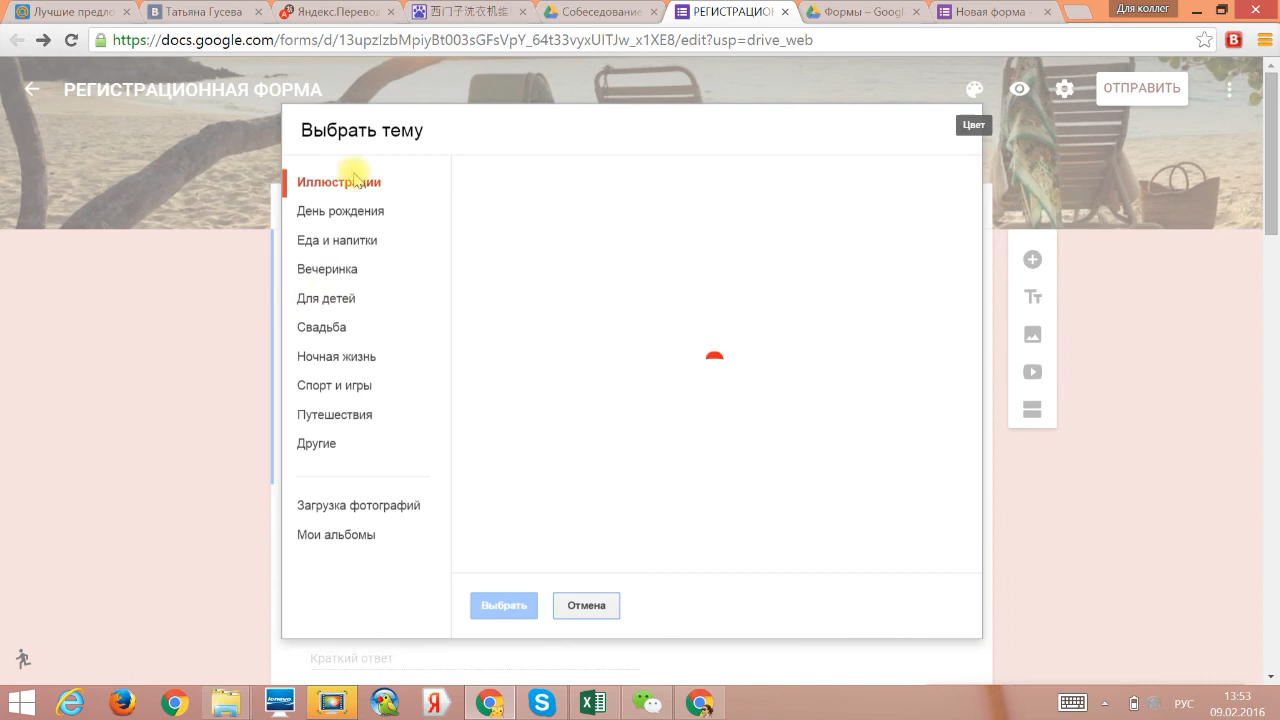 Лучшие предло
Татьяна Гусева
Яндекс.Перевод
西门子洗衣机维
Собеседование
РЕГИСТРАЦИОН
Формы – Googl
Новая форма -
Для коллег
https://docs.google.com/forms/d/13upzIzbMpiyBt003sGFsVpY_64t33vyxUITJw_x1XE8/edit?usp=drive_web
РЕГИСТРАЦИОННАЯ ФОРМА
ОТПРАВИТЬ
Цвет
Выбрать тему
Иллюстрации
День рождения
Еда и напитки
Вечеринка
Для детей
Свадьба
Ночная жизнь
Спорт и игры
Путешествия
Другие
Загрузка фотографий
Мои альбомы
Выбрать
Отмена
Краткий ответ
lenovo
РУС
13:53
09.02.2016